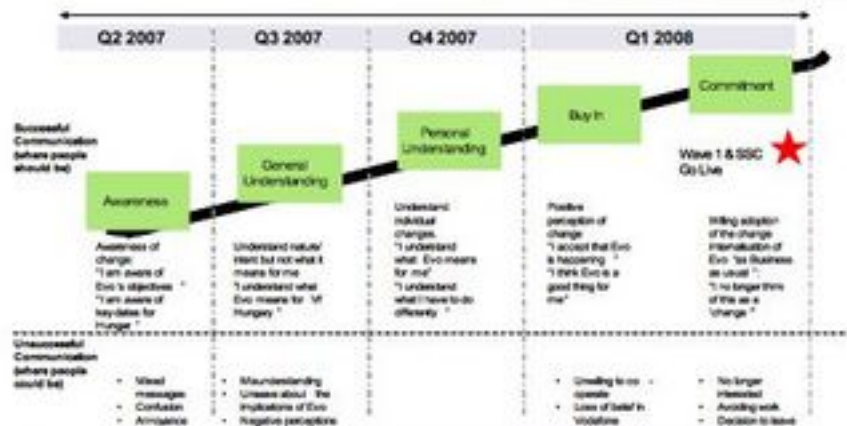 Q2 2007
Q3 2007
Q4 2007
Q1 2008
Successful
Communication
(where people
should be)
Awareness
General
Understanding
Personal
Understanding
Buy In
Commitment
Wave 1 & SSC
Go Live
Awareness of
change:
"I am aware of
Evo's objectives"
"I am aware of
key dates for
Hungar"
Understand nature/
intent but not what it
means for me
"I understand what
Evo means for Vf
Hungary"
Understand
individual
changes.
"I understand
what Evo means
for me"
"I understand
what I have to do
differently"
Positive
perception of
change
"I accept that Evo
is happening"
"I think Evo is a
good thing for
me"
Willing adoption
of the change
internalisation of
Evo "as Business
as usual":
"I no longer think
of this as a
'change'"
Unsuccessful
Communication
(where people
could be)
• Mixed
messages
• Confusion
• Annoyance
• Misunderstanding
• Unease about the
implications of Evo
• Negative perceptions
• Unwilling to co-
operate
• Loss of belief in
Vodafone
• No longer
interested
• Avoiding work
• Decision to leave